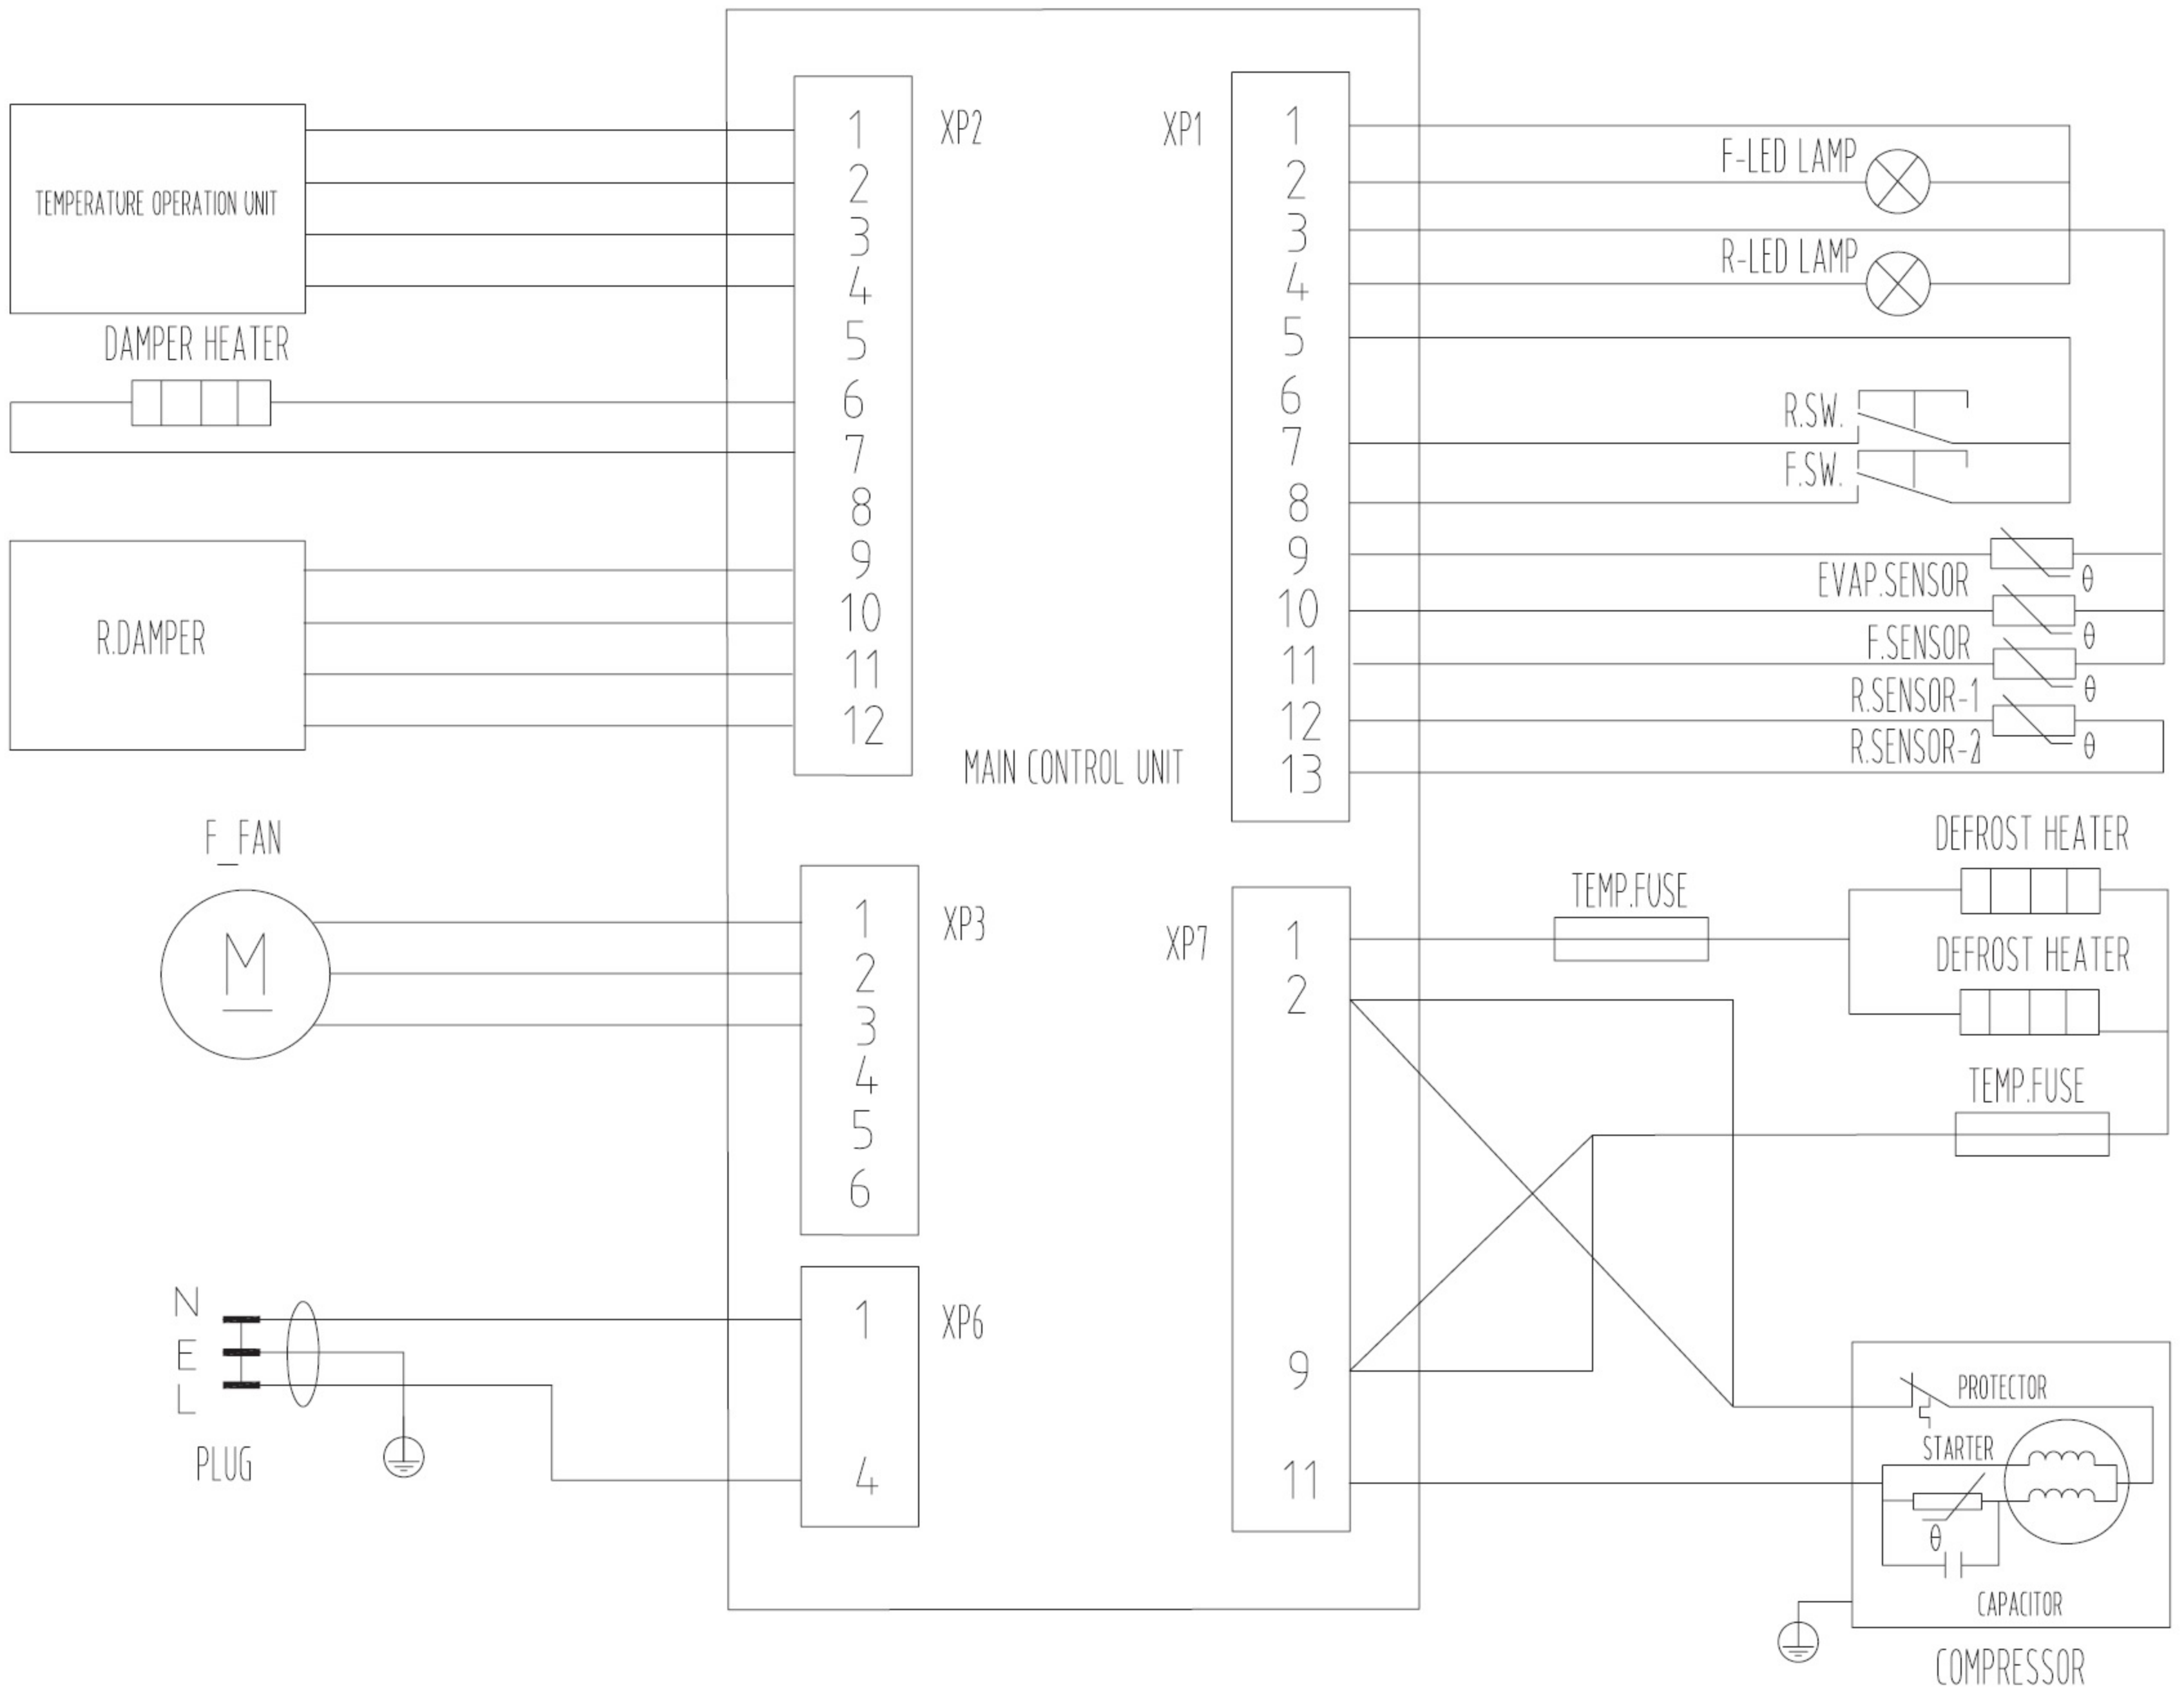 TEMPERATURE OPERATION UNIT
DAMPER HEATER
R.DAMPER
F_FAN
M
N
E
L
PLUG
1
2
3
4
5
6
7
8
9
10
11
12
XP2
1
2
3
4
5
6
XP3
1
4
XP6
MAIN CONTROL UNIT
XP1
1
2
3
4
5
6
7
8
9
10
11
12
13
XP7
1
2
9
11
F-LED LAMP
R-LED LAMP
R.SW.
F.SW.
EVAP.SENSOR
θ
F.SENSOR
θ
R.SENSOR-1
θ
R.SENSOR-2
θ
DEFROST HEATER
TEMP.FUSE
DEFROST HEATER
TEMP.FUSE
PROTECTOR
STARTER
θ
CAPACITOR
COMPRESSOR